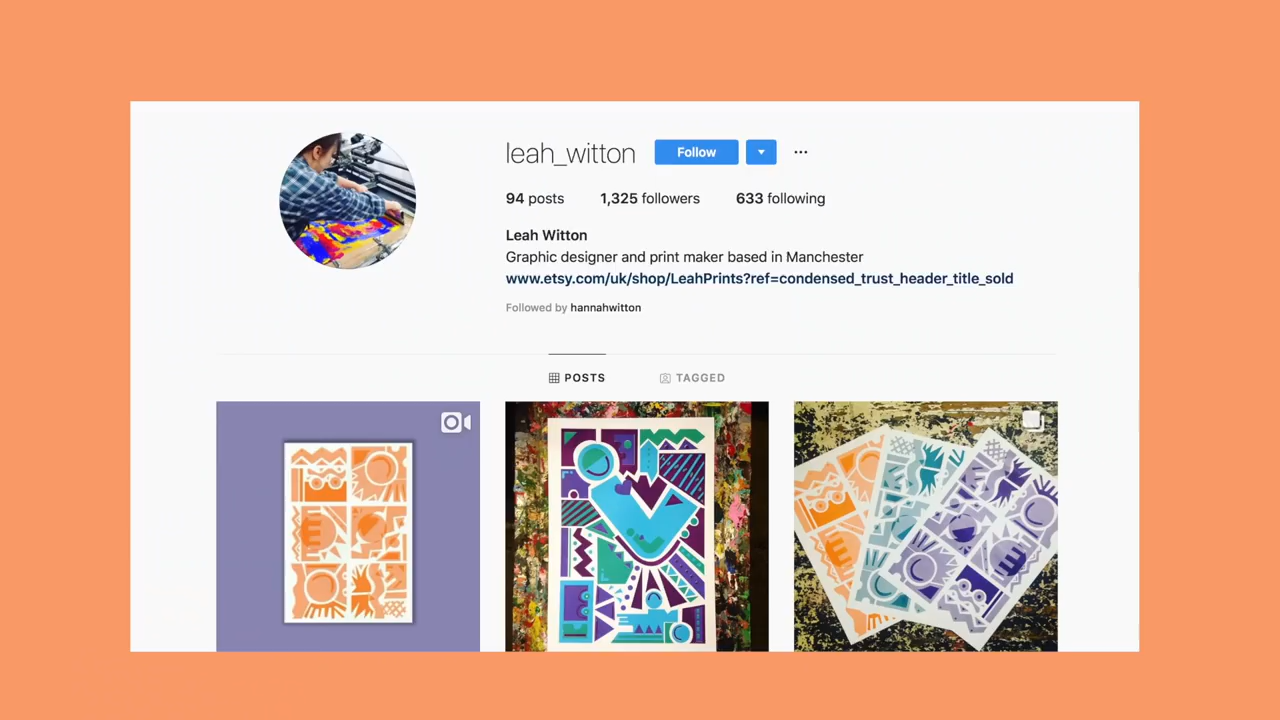 leah_witton Follow
94 posts 1,325 followers 633 following
Leah Witton
Graphic designer and print maker based in Manchester
www.etsy.com/uk/shop/LeahPrints?ref=condensed_trust_header_title_sold
Followed by hannahwitton
POSTS TAGGED